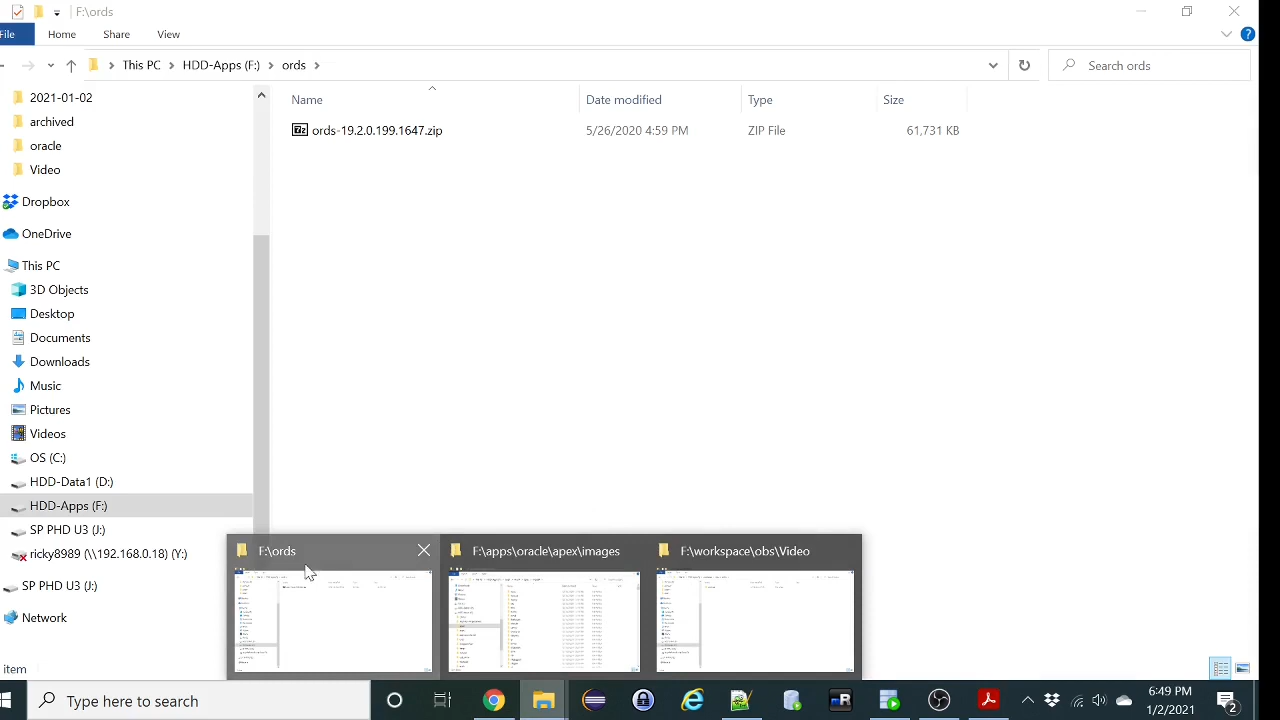 F:\ords
File Home Share View
This PC HDD-Apps (F:) ords Search ords
Name Date modified Type Size
ords-19.2.0.199.1647.zip 5/26/2020 4:59 PM ZIP File 61,731 KB
2021-01-02
archived
oracle
Video
Dropbox
OneDrive
This PC
3D Objects
Desktop
Documents
Downloads
Music
Pictures
Videos
OS (C:)
HDD-Data1 (D:)
HDD-Apps (F:)
SP PHD U3 (J:)
ricky8989 (\\192.168.0.18) (Y:)
SP PHD U3 (J:)
Network
item
F:\ords F:\apps\oracle\apex\images F:\workspace\obs\Video
Type here to search
6:49 PM
1/2/2021
2